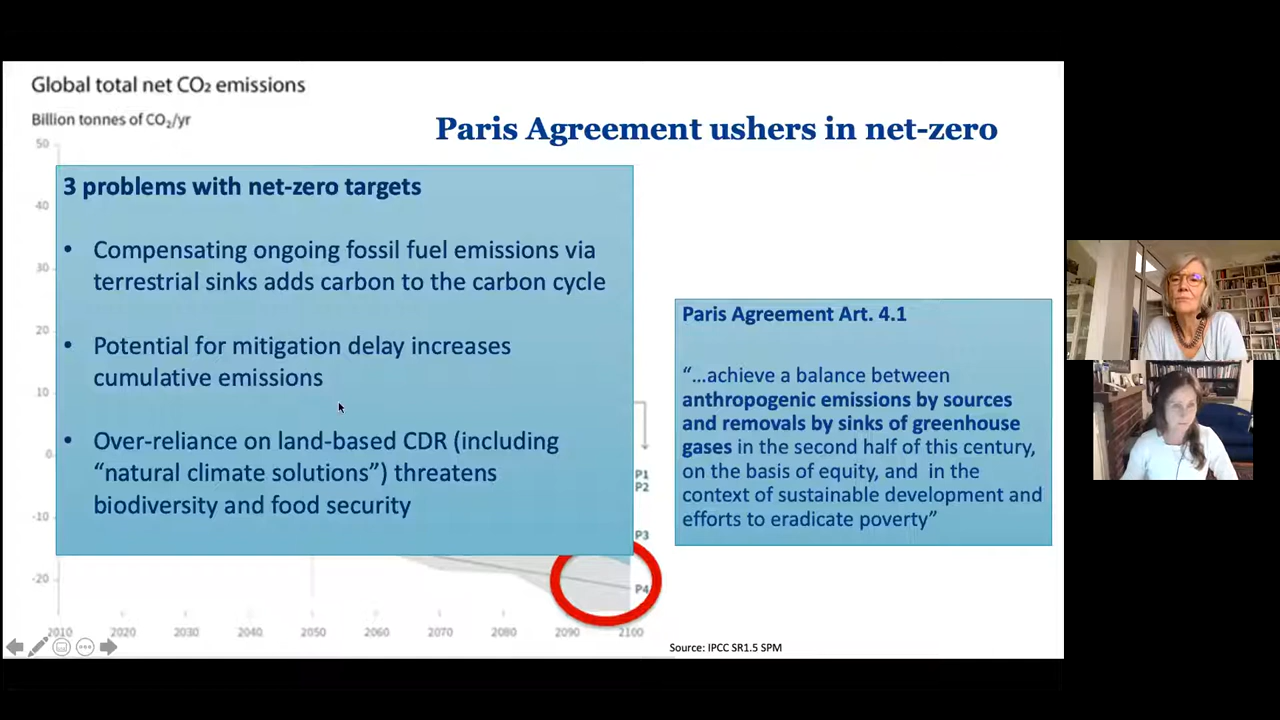 Global total net CO₂ emissions
Billion tonnes of CO₂/yr
Paris Agreement ushers in net-zero
50
40
30
20
10
0
-10
-20
3 problems with net-zero targets
• Compensating ongoing fossil fuel emissions via
terrestrial sinks adds carbon to the carbon cycle
• Potential for mitigation delay increases
cumulative emissions
• Over-reliance on land-based CDR (including
“natural climate solutions”) threatens
biodiversity and food security
P1
P2
P3
P4
Paris Agreement Art. 4.1
“...achieve a balance between
anthropogenic emissions by sources
and removals by sinks of greenhouse
gases in the second half of this century,
on the basis of equity, and in the
context of sustainable development and
efforts to eradicate poverty”
2010 2020 2030 2040 2050 2060 2070 2080 2090 2100
Source: IPCC SR1.5 SPM